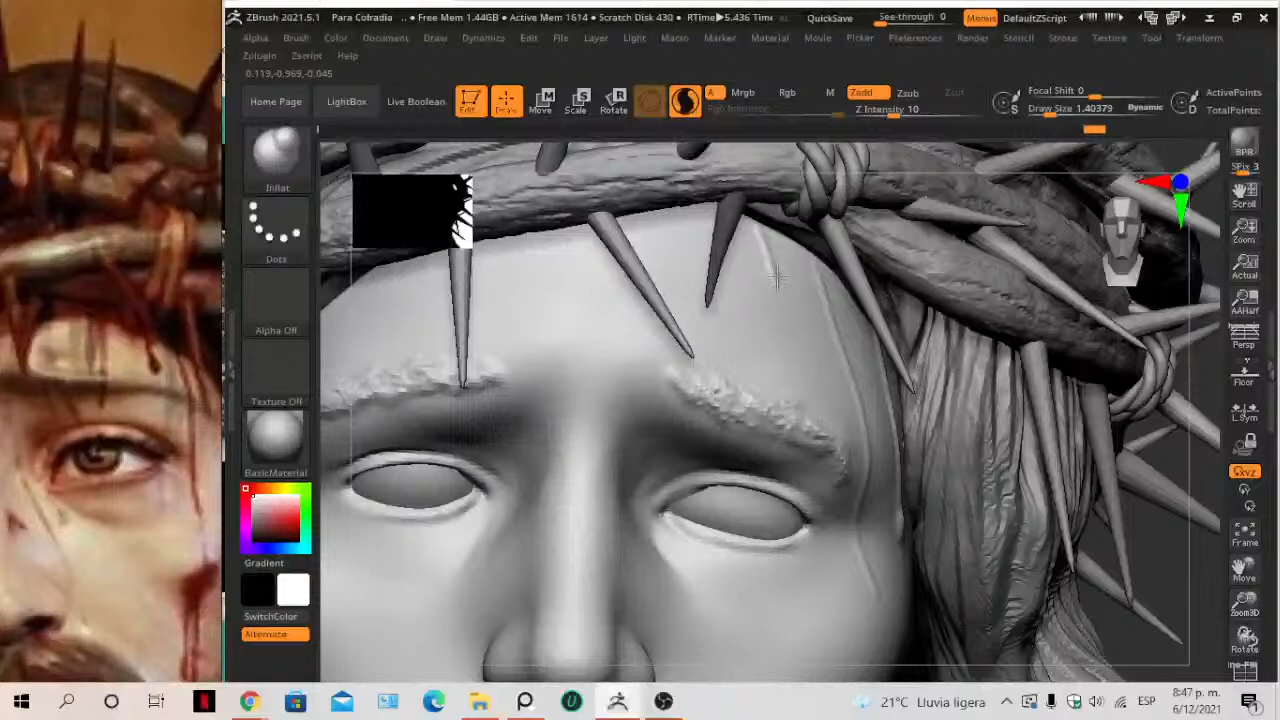 ZBrush 2021.5.1 Para Cofradia .. ● Free Mem 1.44GB ● Active Mem 1614 ● Scratch Disk 430 ● RTime▶5.436 Time QuickSave See-through 0 Menus DefaultZScript
Alpha Brush Color Document Draw Dynamics Edit File Layer Light Macro Marker Material Movie Picker Preferences Render Stencil Stroke Texture Tool Transform
Zplugin Zscript Help
0.119,-0.969,-0.045
Home Page LightBox Live Boolean Edit Draw Move Scale Rotate
A Mrgb Rgb M Zadd Zsub Zcut
Rgb Intensity Z Intensity 10
Focal Shift 0
Draw Size 1.40379 Dynamic
ActivePoints
TotalPoints:
S
D
M
S
R
Inflat
Dots
Alpha Off
Texture Off
BasicMaterial
Gradient
SwitchColor
Alternate
BPR
SPix 3
Scroll
Zoom
Actual
AAHalf
Persp
Floor
L.Sym
xyz
Frame
Move
Zoom3D
Rotate
21°C Lluvia ligera
ESP
8:47 p. m.
6/12/2021